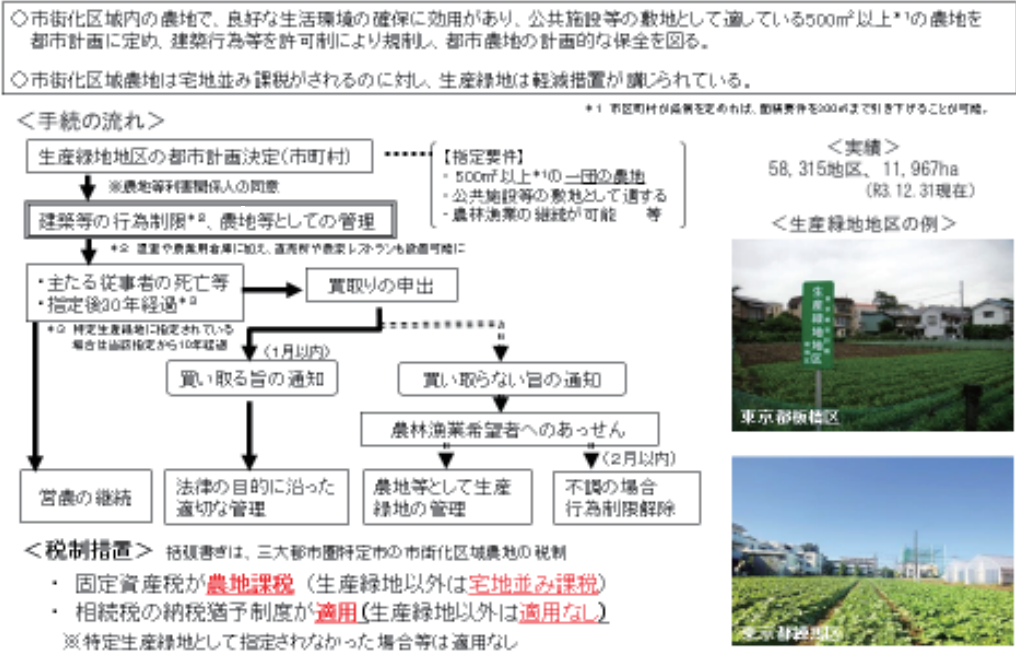 ◇市街化区域内の農地で、良好な生活環境の確保に効用があり、公共施設等の敷地として適している500㎡以上*1の農地を
都市計画に定め、建築行為等を許可制により規制し、都市農地の計画的な保全を図る。
◇市街化区域農地は宅地並み課税がされるのに対し、生産緑地は軽減措置が講じられている。
*1 市区町村が条例を定めれば、面積要件を300㎡まで引き下げることが可能。
＜手続の流れ＞
生産緑地地区の都市計画決定（市町村）
※農地等利害関係人の同意
建築等の行為制限*2、農地等としての管理
*2 温室や農業用倉庫に加え、直売所や農家レストランも設置可能に
・主たる従事者の死亡等
・指定後30年経過*3
*3 特定生産緑地に指定されている
場合は当該指定から10年経過
買取りの申出
（1月以内）
買い取る旨の通知
買い取らない旨の通知
農林漁業希望者へのあっせん
（2月以内）
営農の継続
法律の目的に沿った
適切な管理
農地等として生産
緑地の管理
不調の場合
行為制限解除
【指定要件】
・500㎡以上*1の一団の農地
・公共施設等の敷地として適する
・農林漁業の継続が可能　等
＜実績＞
58,315地区、11,967ha
（R3.12.31現在）
＜生産緑地地区の例＞
生産緑地地区
東京都板橋区
東京都練馬区
＜税制措置＞ 括弧書きは、三大都市圏特定市の市街化区域農地の税制
・ 固定資産税が農地課税（生産緑地以外は宅地並み課税）
・ 相続税の納税猶予制度が適用（生産緑地以外は適用なし）
※特定生産緑地として指定されなかった場合等は適用なし